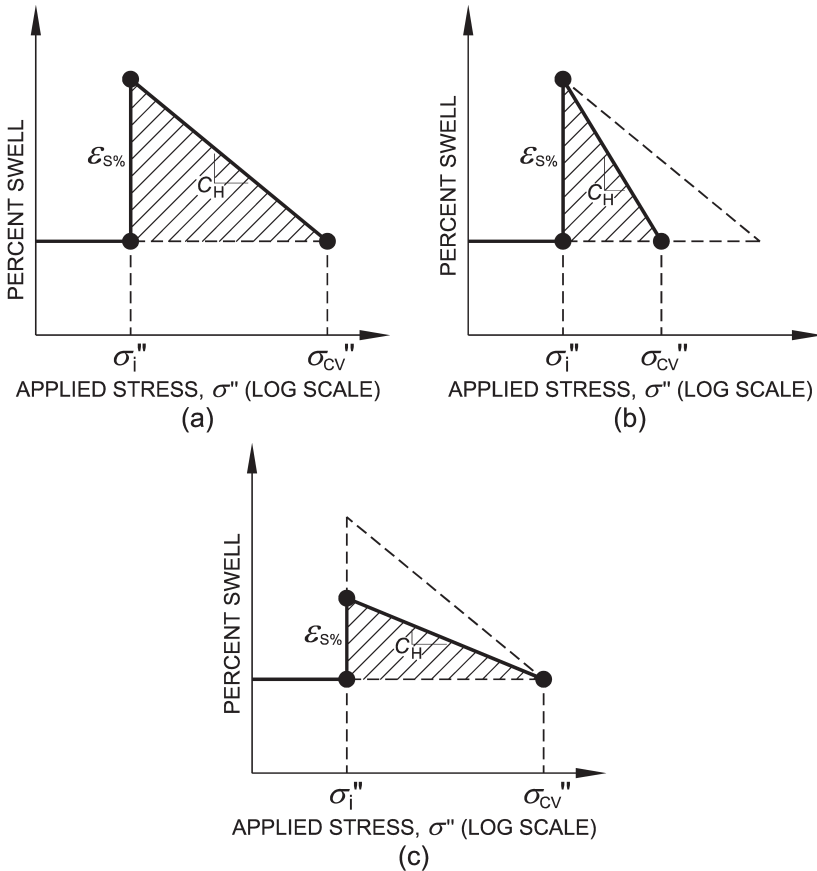 PERCENT SWELL
εS%
CH
σi"
σCV"
APPLIED STRESS, σ" (LOG SCALE)
(a)
PERCENT SWELL
εS%
CH
σi"
σCV"
APPLIED STRESS, σ" (LOG SCALE)
(b)
PERCENT SWELL
εS%
CH
σi"
σCV"
APPLIED STRESS, σ" (LOG SCALE)
(c)